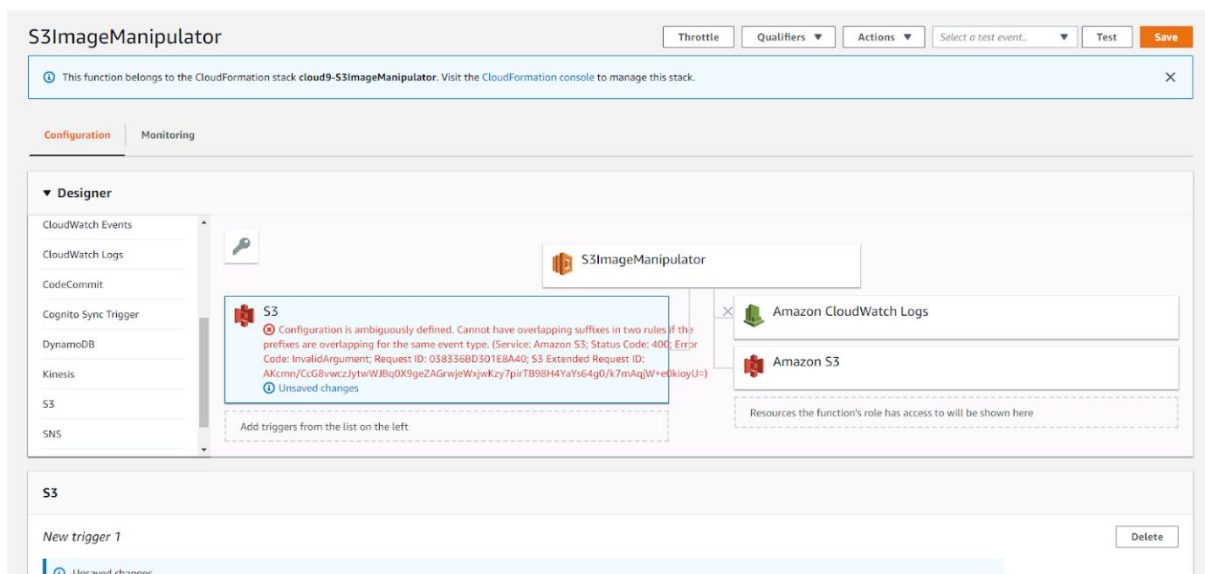 S3ImageManipulator
Throttle
Qualifiers
Actions
Select a test event..
Test
Save
This function belongs to the CloudFormation stack cloud9-S3ImageManipulator. Visit the CloudFormation console to manage this stack.
Configuration
Monitoring
Designer
CloudWatch Events
CloudWatch Logs
CodeCommit
Cognito Sync Trigger
DynamoDB
Kinesis
S3
SNS
S3ImageManipulator
S3
Configuration is ambiguously defined. Cannot have overlapping suffixes in two rules if the
prefixes are overlapping for the same event type. (Service: Amazon S3; Status Code: 400; Error
Code: InvalidArgument; Request ID: 038336BD301E8A40; S3 Extended Request ID:
AKcmn/CcG8vwczJytwWJBq0X9geZAGrwjeWxjwKzy7pirTB98H4YaYs64g0/k7mAqjW+e0kioyU=)
Unsaved changes
Add triggers from the list on the left
Amazon CloudWatch Logs
Amazon S3
Resources the function's role has access to will be shown here
S3
New trigger 1
Delete
Unsaved changes